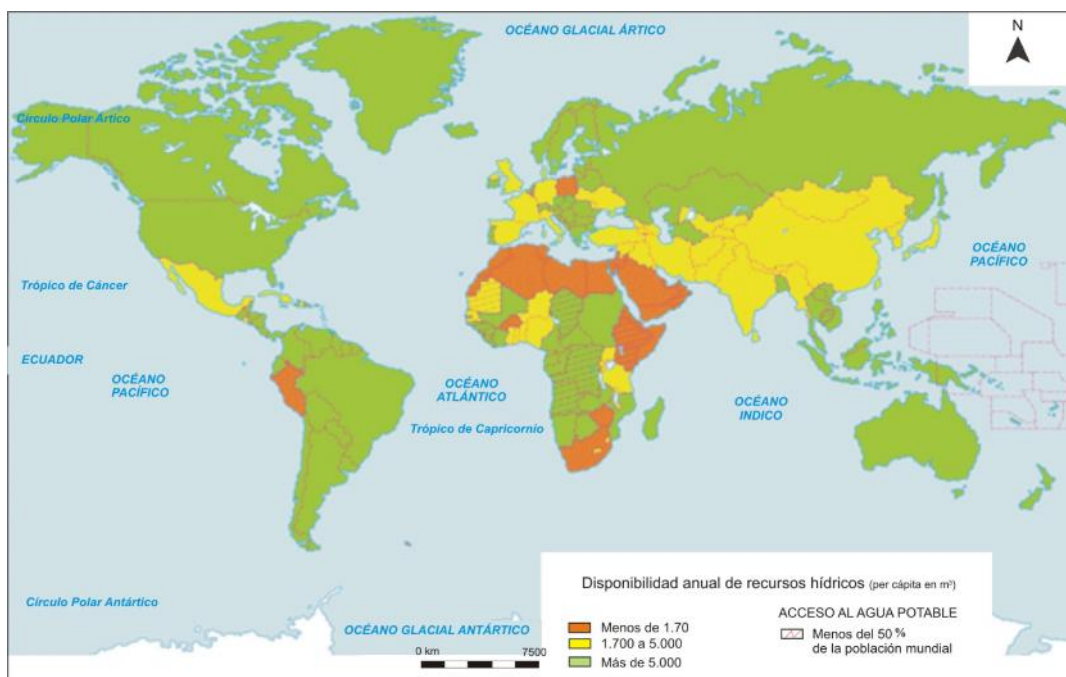 OCÉANO GLACIAL ÁRTICO
N
Círculo Polar Ártico
OCÉANO
PACÍFICO
Trópico de Cáncer
ECUADOR
OCÉANO
PACÍFICO
OCÉANO
ATLÁNTICO
OCÉANO
INDICO
Trópico de Capricornio
Círculo Polar Antártico
OCÉANO GLACIAL ANTÁRTICO
0 km 7500
Disponibilidad anual de recursos hídricos (per cápita en m³)
Menos de 1.70
1.700 a 5.000
Más de 5.000
ACCESO AL AGUA POTABLE
Menos del 50 %
de la población mundial